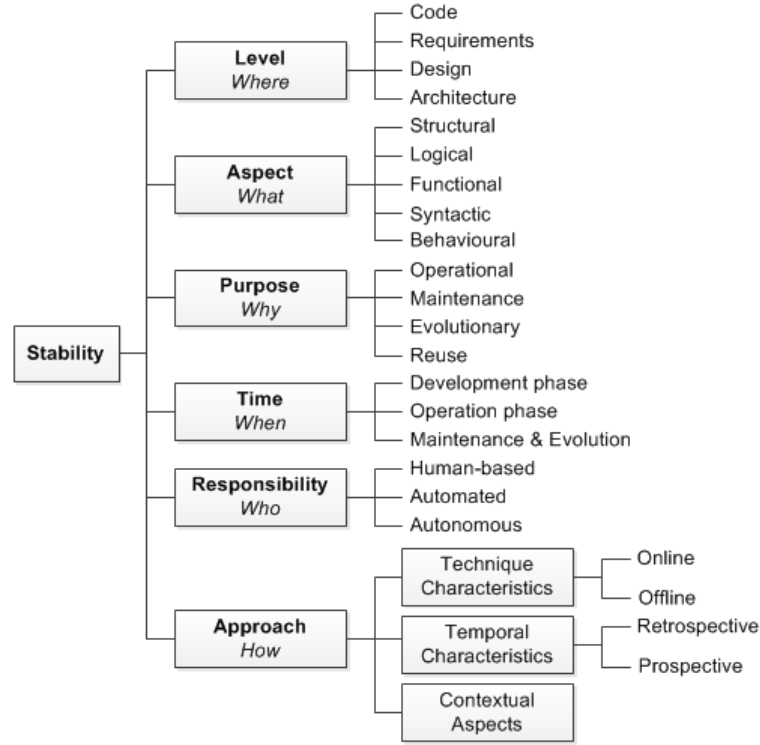 Stability
Level
Where
Code
Requirements
Design
Architecture
Aspect
What
Structural
Logical
Functional
Syntactic
Behavioural
Purpose
Why
Operational
Maintenance
Evolutionary
Reuse
Time
When
Development phase
Operation phase
Maintenance & Evolution
Responsibility
Who
Human-based
Automated
Autonomous
Approach
How
Technique
Characteristics
Online
Offline
Temporal
Characteristics
Retrospective
Prospective
Contextual
Aspects